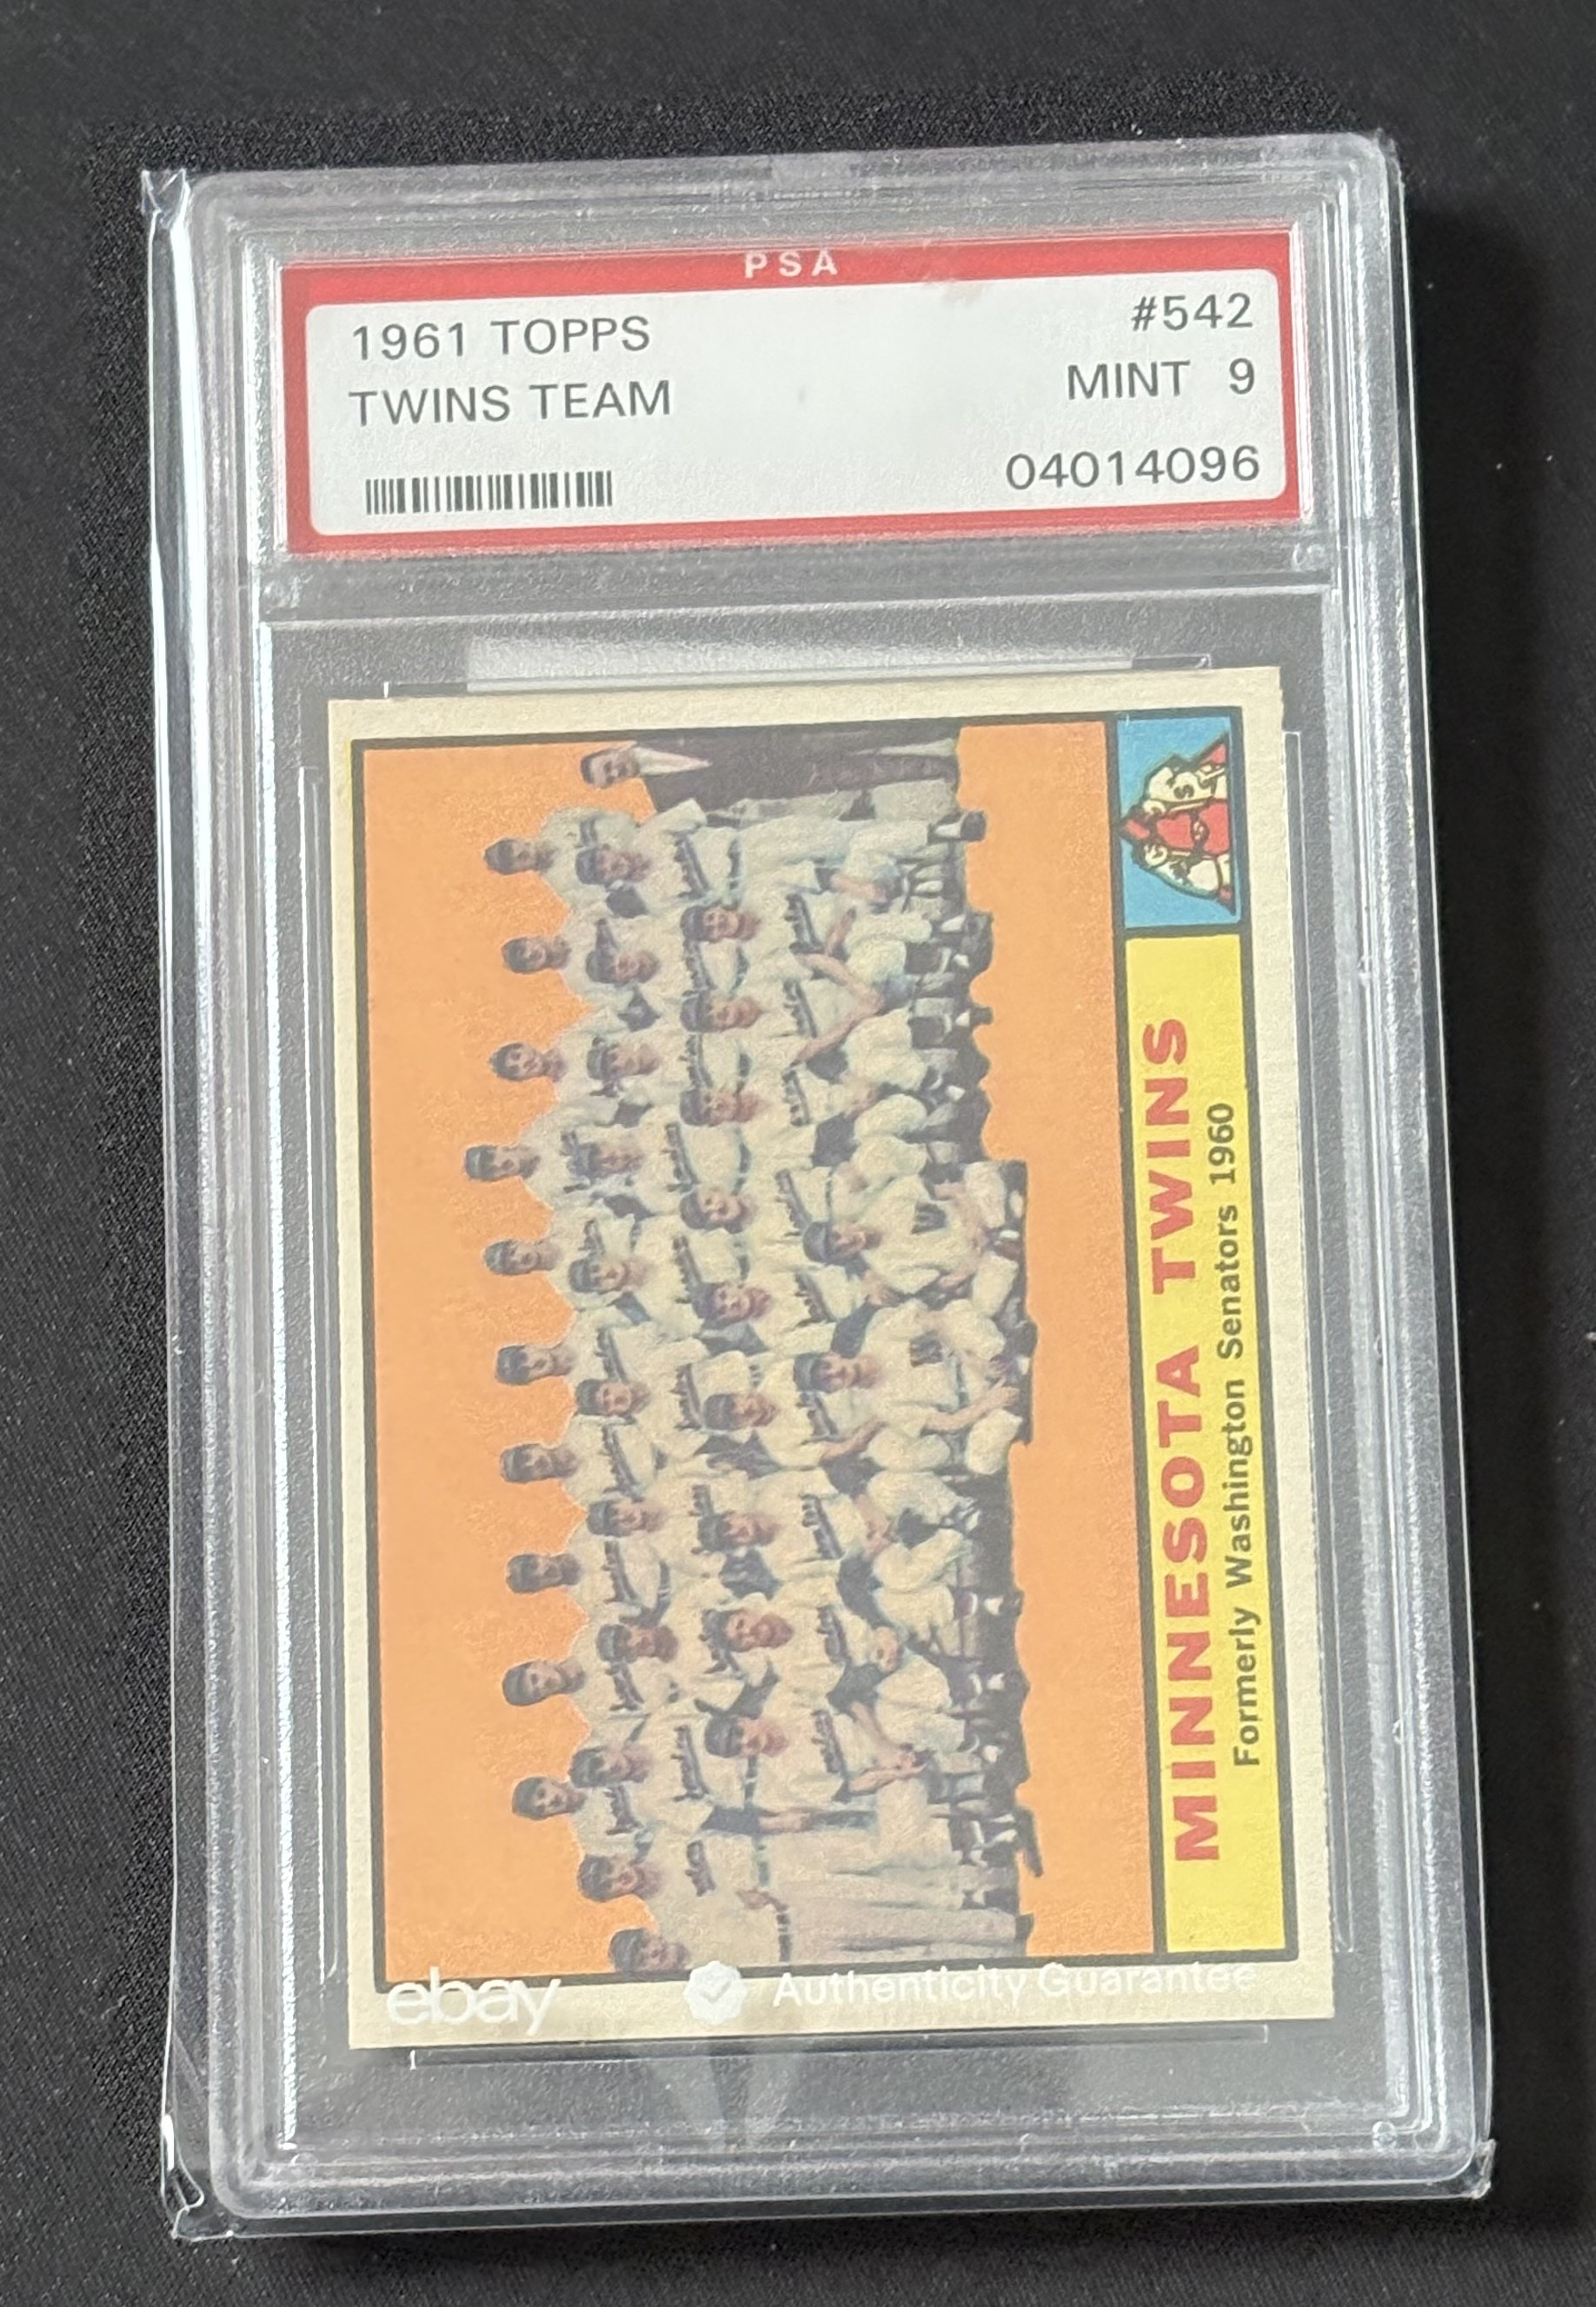 PSA
1961 TOPPS #542
TWINS TEAM MINT 9
04014096
MINNESOTA TWINS
Formerly Washington Senators 1960
ebay Authenticity Guarantee